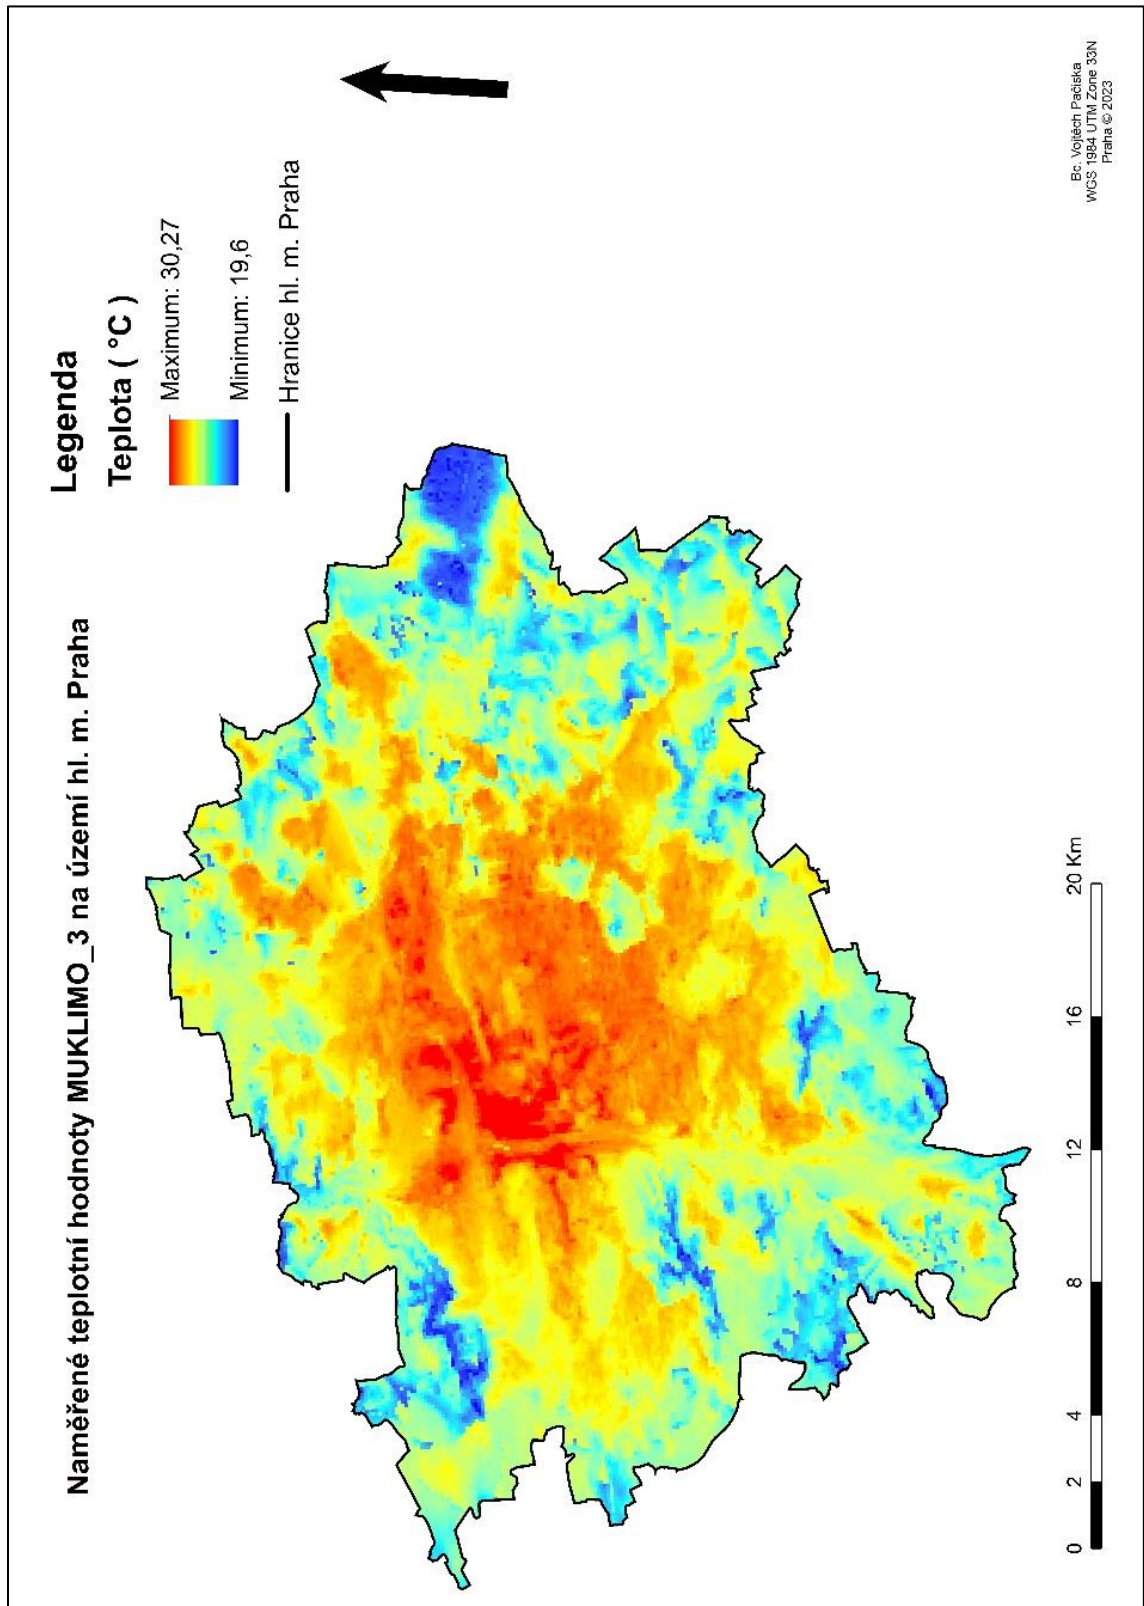 Naměřené teplotní hodnoty MUKLIMO_3 na území hl. m. Praha
Legenda
Teplota ( °C )
Maximum: 30,27
Minimum: 19,6
Hranice hl. m. Praha
0 2 4 8 12 16 20 Km
Bc. Vojtěch Pačiska
WGS 1984 UTM Zone 33N
Praha © 2023